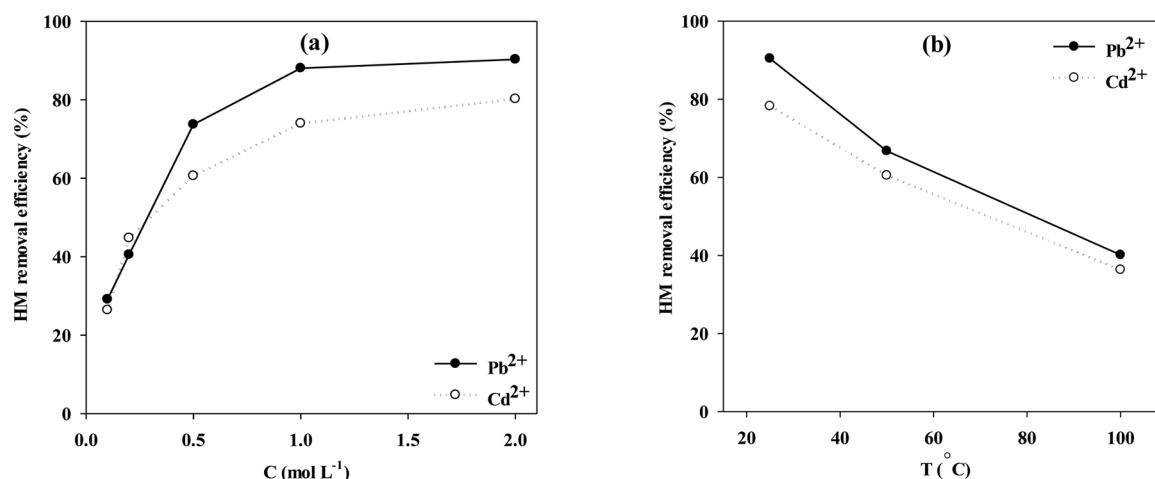 (a)
100
80
60
40
20
0
HM removal efficiency (%)
0.0 0.5 1.0 1.5 2.0
C (mol L⁻¹)
Pb²⁺
Cd²⁺
(b)
100
80
60
40
20
0
HM removal efficiency (%)
20 40 60 80 100
T (°C)
Pb²⁺
Cd²⁺